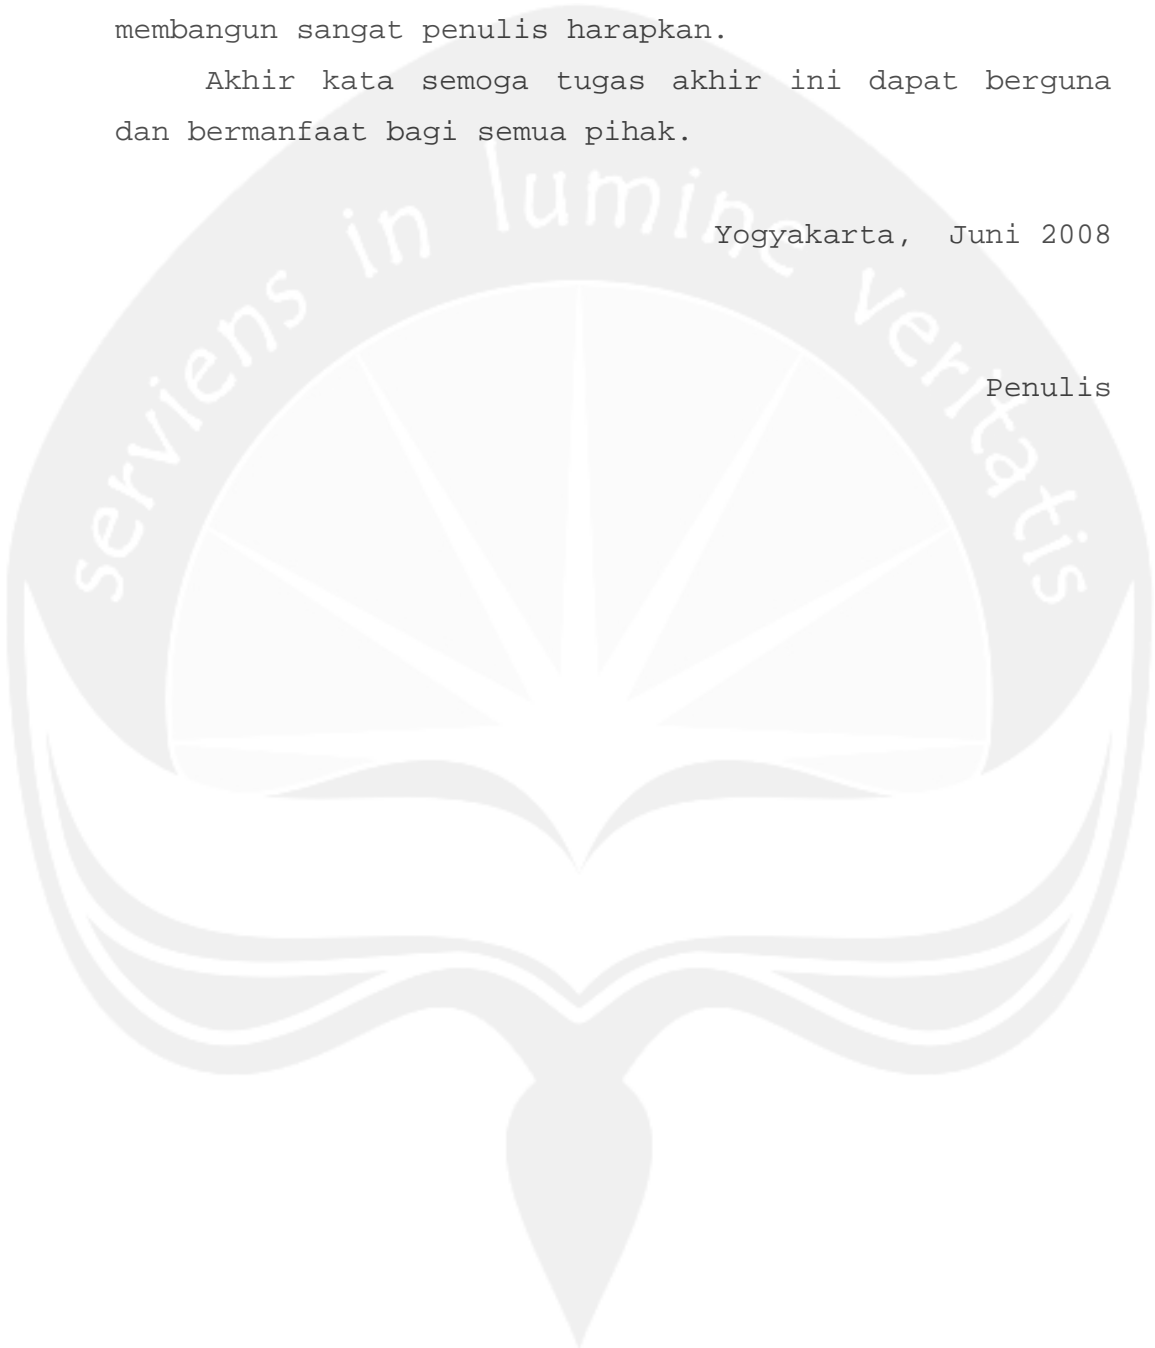 membangun sangat penulis harapkan.
Akhir kata semoga tugas akhir ini dapat berguna
dan bermanfaat bagi semua pihak.
serviens in lumine veritatis
Yogyakarta, Juni 2008
Penulis